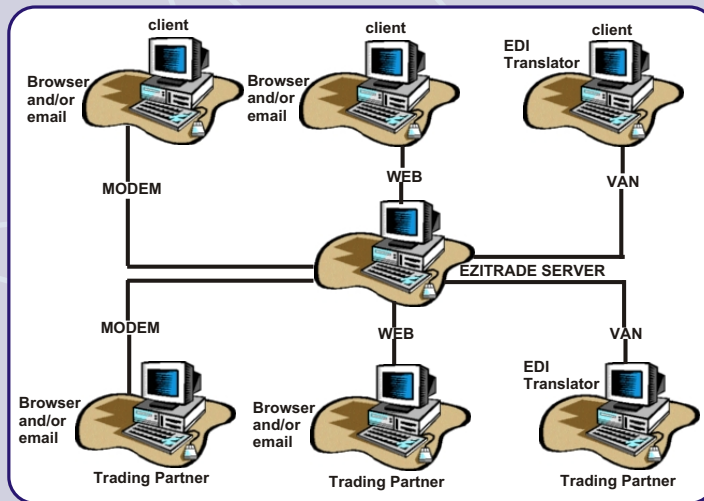 client
client
client
Browser
and/or
email
Browser
and/or
email
EDI
Translator
MODEM
WEB
VAN
EZITRADE SERVER
MODEM
WEB
VAN
Browser
and/or
email
Browser
and/or
email
EDI
Translator
Trading Partner
Trading Partner
Trading Partner